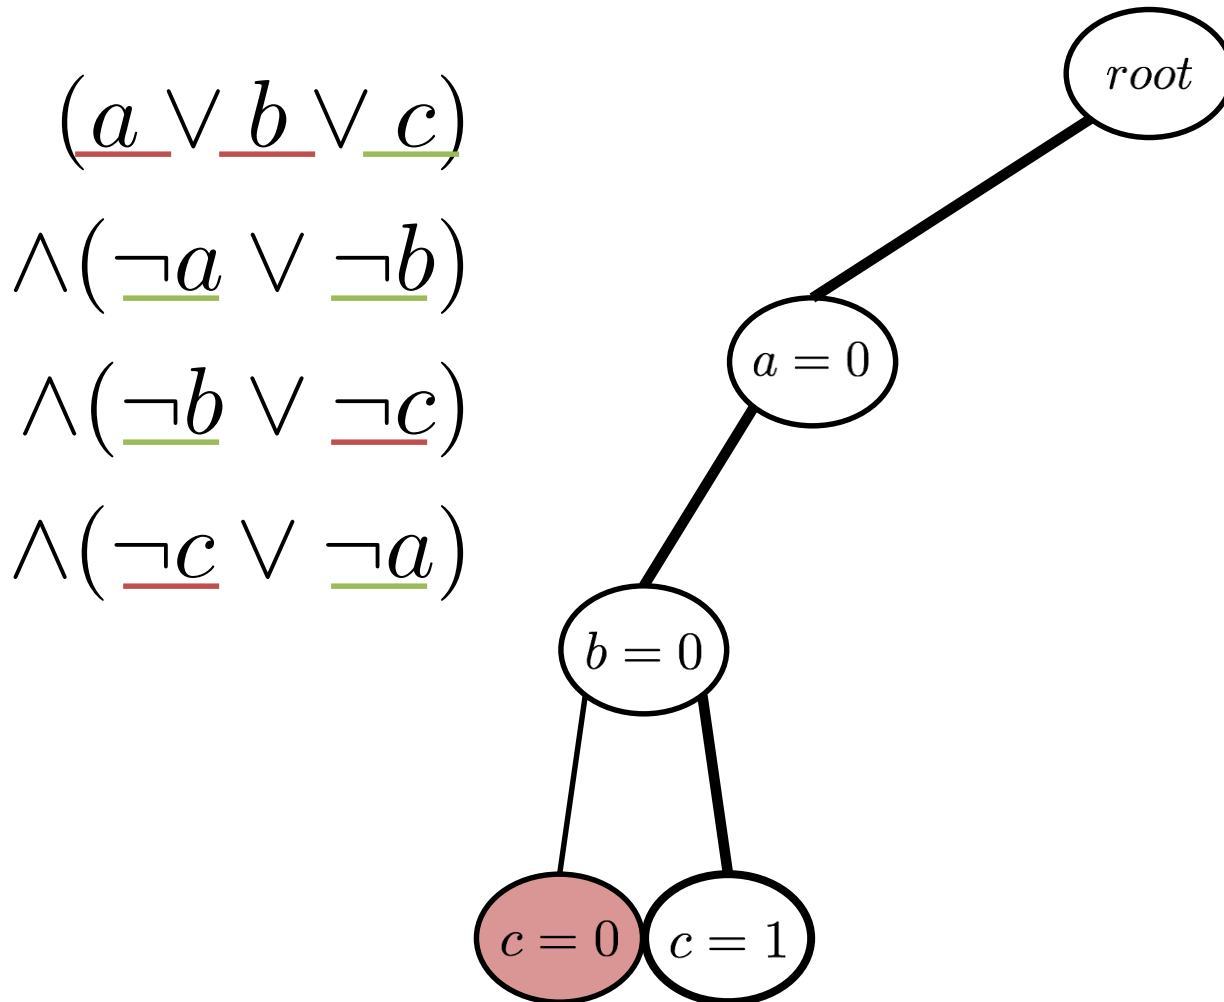 (a ∨ b ∨ c)
∧(¬a ∨ ¬b)
∧(¬b ∨ ¬c)
∧(¬c ∨ ¬a)
root
a = 0
b = 0
c = 0
c = 1